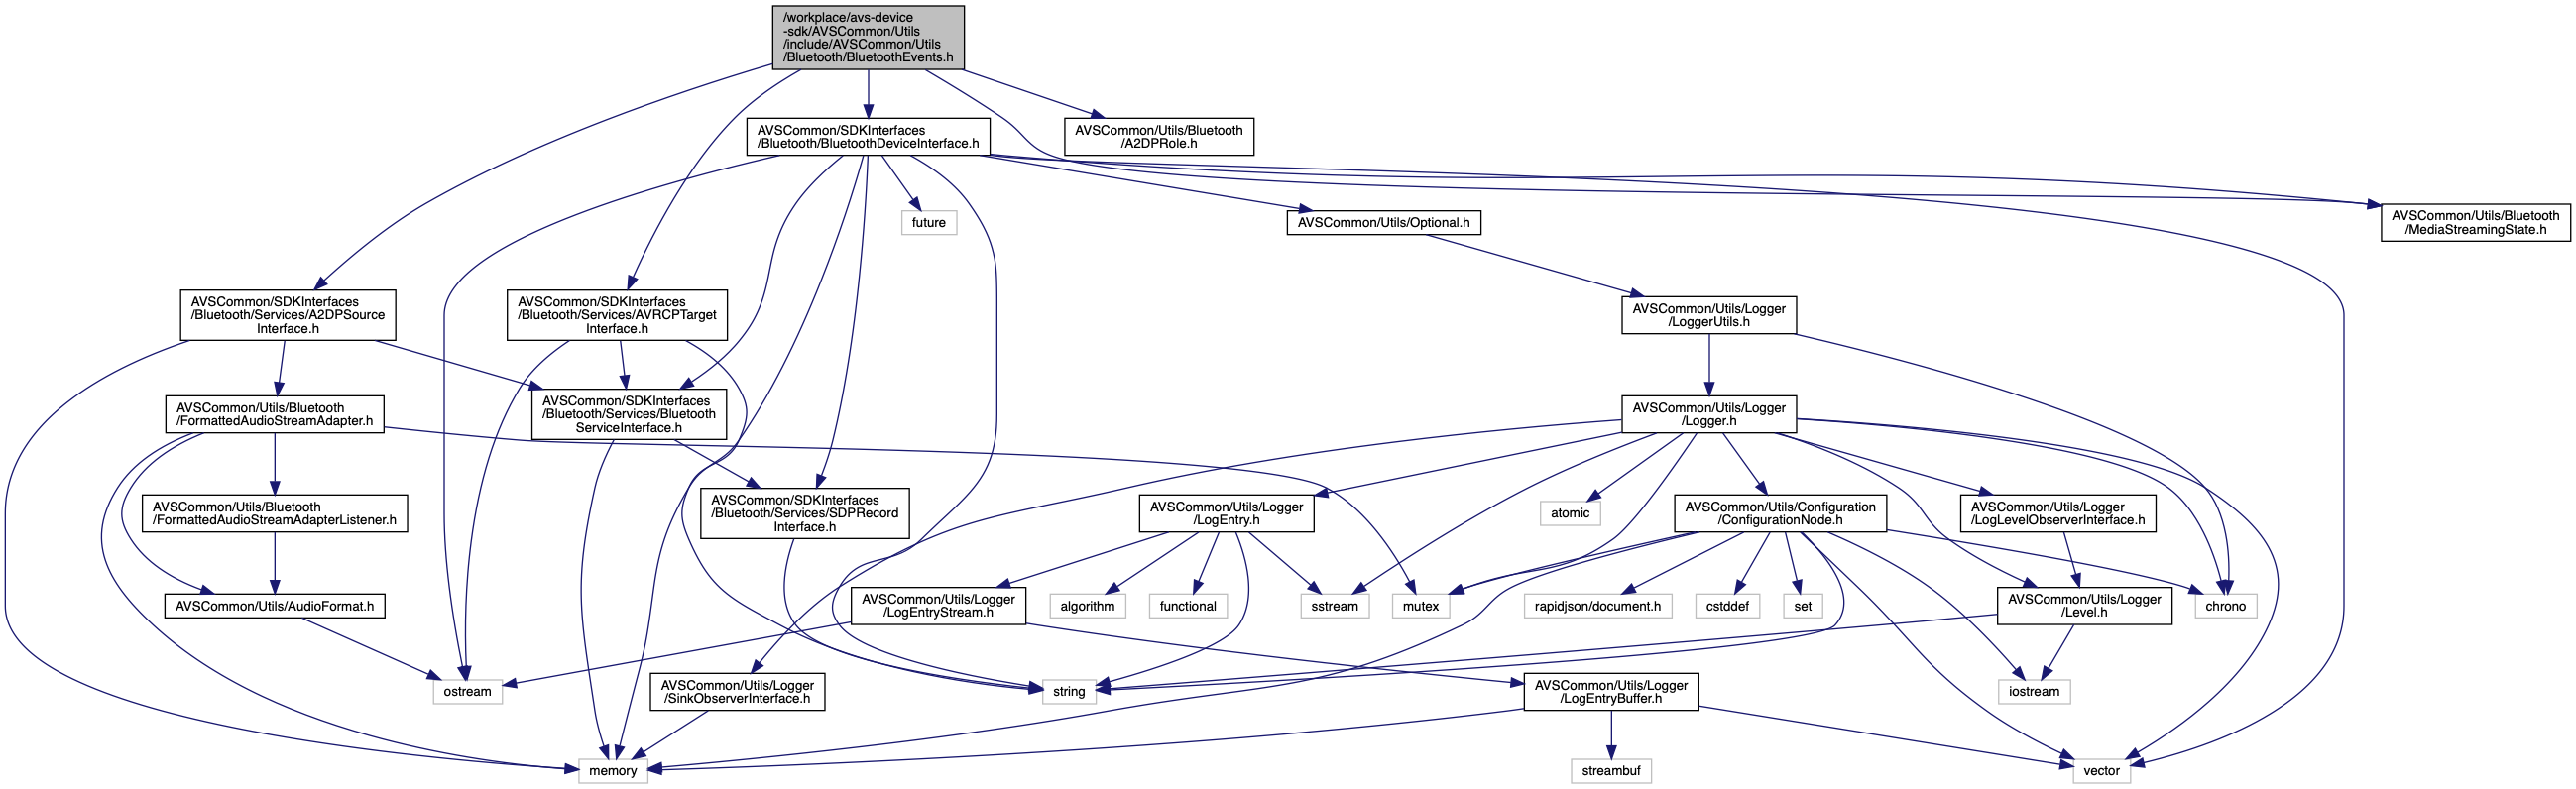 /workplace/avs-device
-sdk/AVSCommon/Utils
/include/AVSCommon/Utils
/Bluetooth/BluetoothEvents.h
AVSCommon/SDKInterfaces
/Bluetooth/BluetoothDeviceInterface.h
AVSCommon/Utils/Bluetooth
/A2DPRole.h
future
AVSCommon/Utils/Optional.h
AVSCommon/Utils/Bluetooth
/MediaStreamingState.h
AVSCommon/SDKInterfaces
/Bluetooth/Services/A2DPSource
Interface.h
AVSCommon/SDKInterfaces
/Bluetooth/Services/AVRCPTarget
Interface.h
AVSCommon/Utils/Logger
/LoggerUtils.h
AVSCommon/Utils/Bluetooth
/FormattedAudioStreamAdapter.h
AVSCommon/SDKInterfaces
/Bluetooth/Services/Bluetooth
ServiceInterface.h
AVSCommon/Utils/Logger
/Logger.h
AVSCommon/Utils/Bluetooth
/FormattedAudioStreamAdapterListener.h
AVSCommon/SDKInterfaces
/Bluetooth/Services/SDPRecord
Interface.h
AVSCommon/Utils/Logger
/LogEntry.h
atomic
AVSCommon/Utils/Configuration
/ConfigurationNode.h
AVSCommon/Utils/Logger
/LogLevelObserverInterface.h
AVSCommon/Utils/AudioFormat.h
AVSCommon/Utils/Logger
/LogEntryStream.h
algorithm
functional
sstream
mutex
rapidjson/document.h
cstddef
set
AVSCommon/Utils/Logger
/Level.h
chrono
ostream
AVSCommon/Utils/Logger
/SinkObserverInterface.h
string
AVSCommon/Utils/Logger
/LogEntryBuffer.h
iostream
memory
streambuf
vector